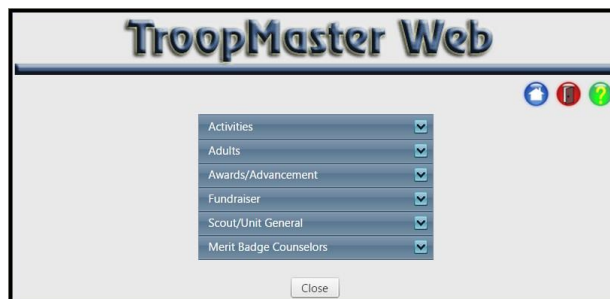 TroopMaster Web
?
Activities
Adults
Awards/Advancement
Fundraiser
Scout/Unit General
Merit Badge Counselors
Close